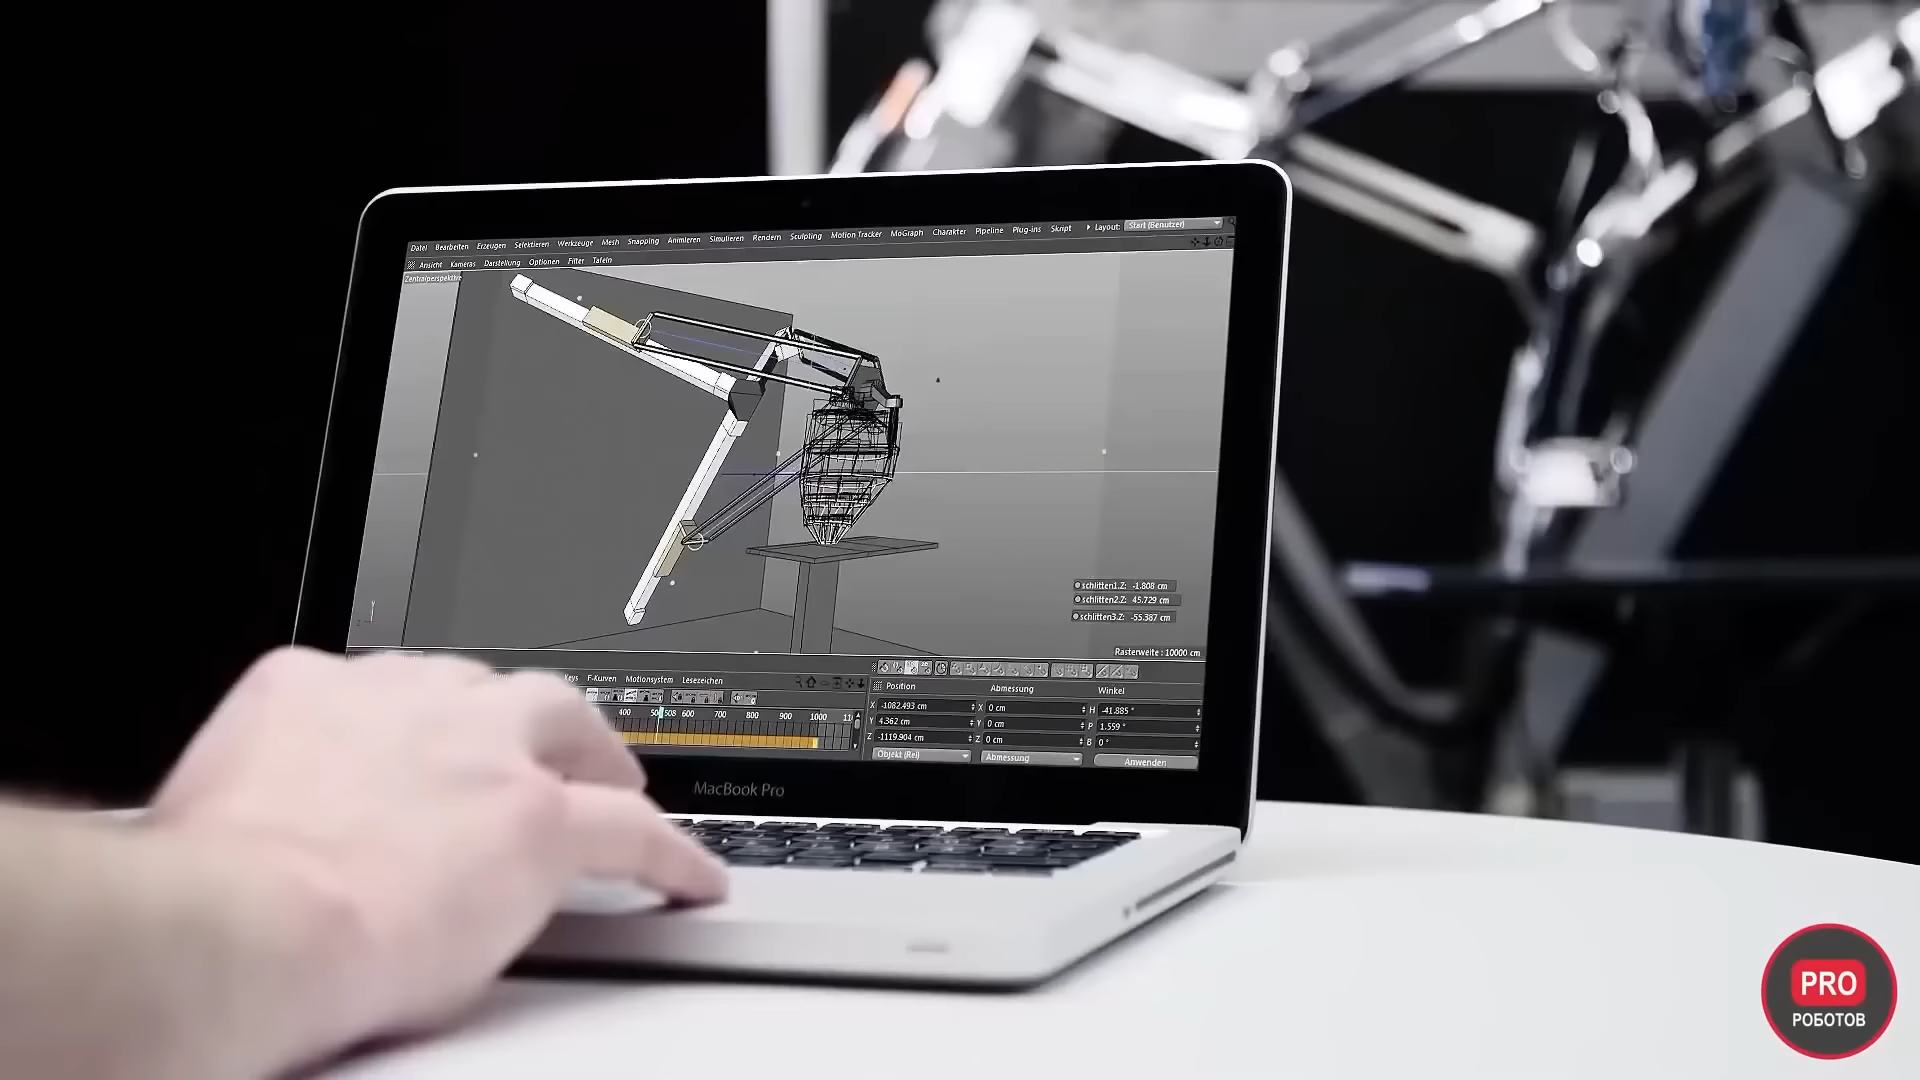 Datei Bearbeiten Erzeugen Selektieren Werkzeuge Mesh Snapping Animieren Simulieren Rendern Sculpting Motion Tracker MoGraph Charakter Pipeline Plug-ins Skript Layout: Start (Benutzer)
Ansicht Kameras Darstellung Optionen Filter Tafeln
Zentralperspektive
schlitten1.Z: -1.808 cm
schlitten2.Z: 45.729 cm
schlitten3.Z: -55.387 cm
Rasterweite : 10000 cm
Keys F-Kurven Motionsystem Lesezeichen
400 508 600 700 800 900 1000
Position Abmessung Winkel
X -1082.493 cm X 0 cm H -41.885 °
Y 4.362 cm Y 0 cm P 1.559 °
Z -1119.904 cm Z 0 cm B 0 °
Objekt (Rel) Abmessung Anwenden
MacBook Pro
PRO
РОБОТОВ